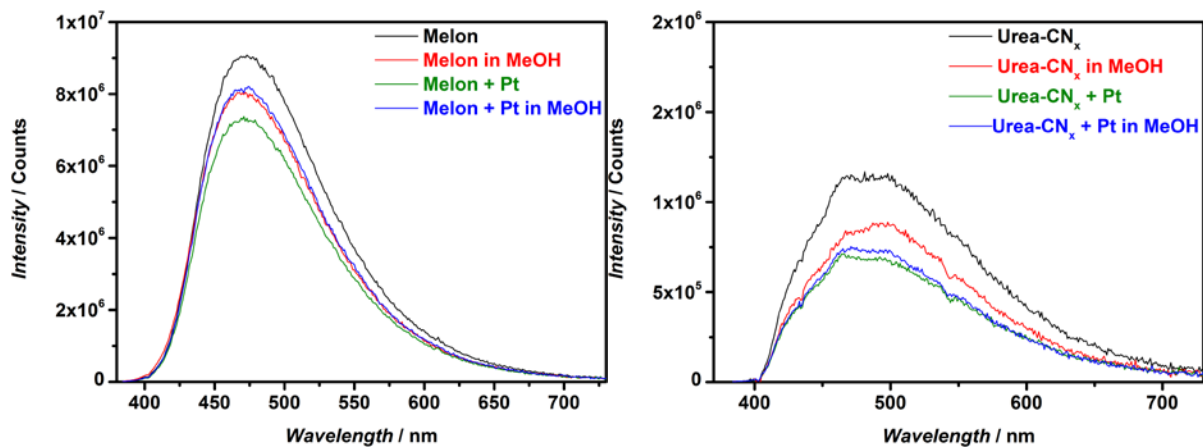 1x10⁷
8x10⁶
6x10⁶
4x10⁶
2x10⁶
0
Intensity / Counts
Melon
Melon in MeOH
Melon + Pt
Melon + Pt in MeOH
400 450 500 550 600 650 700
Wavelength / nm
2x10⁶
2x10⁶
1x10⁶
5x10⁵
0
Intensity / Counts
Urea-CNₓ
Urea-CNₓ in MeOH
Urea-CNₓ + Pt
Urea-CNₓ + Pt in MeOH
400 500 600 700
Wavelength / nm